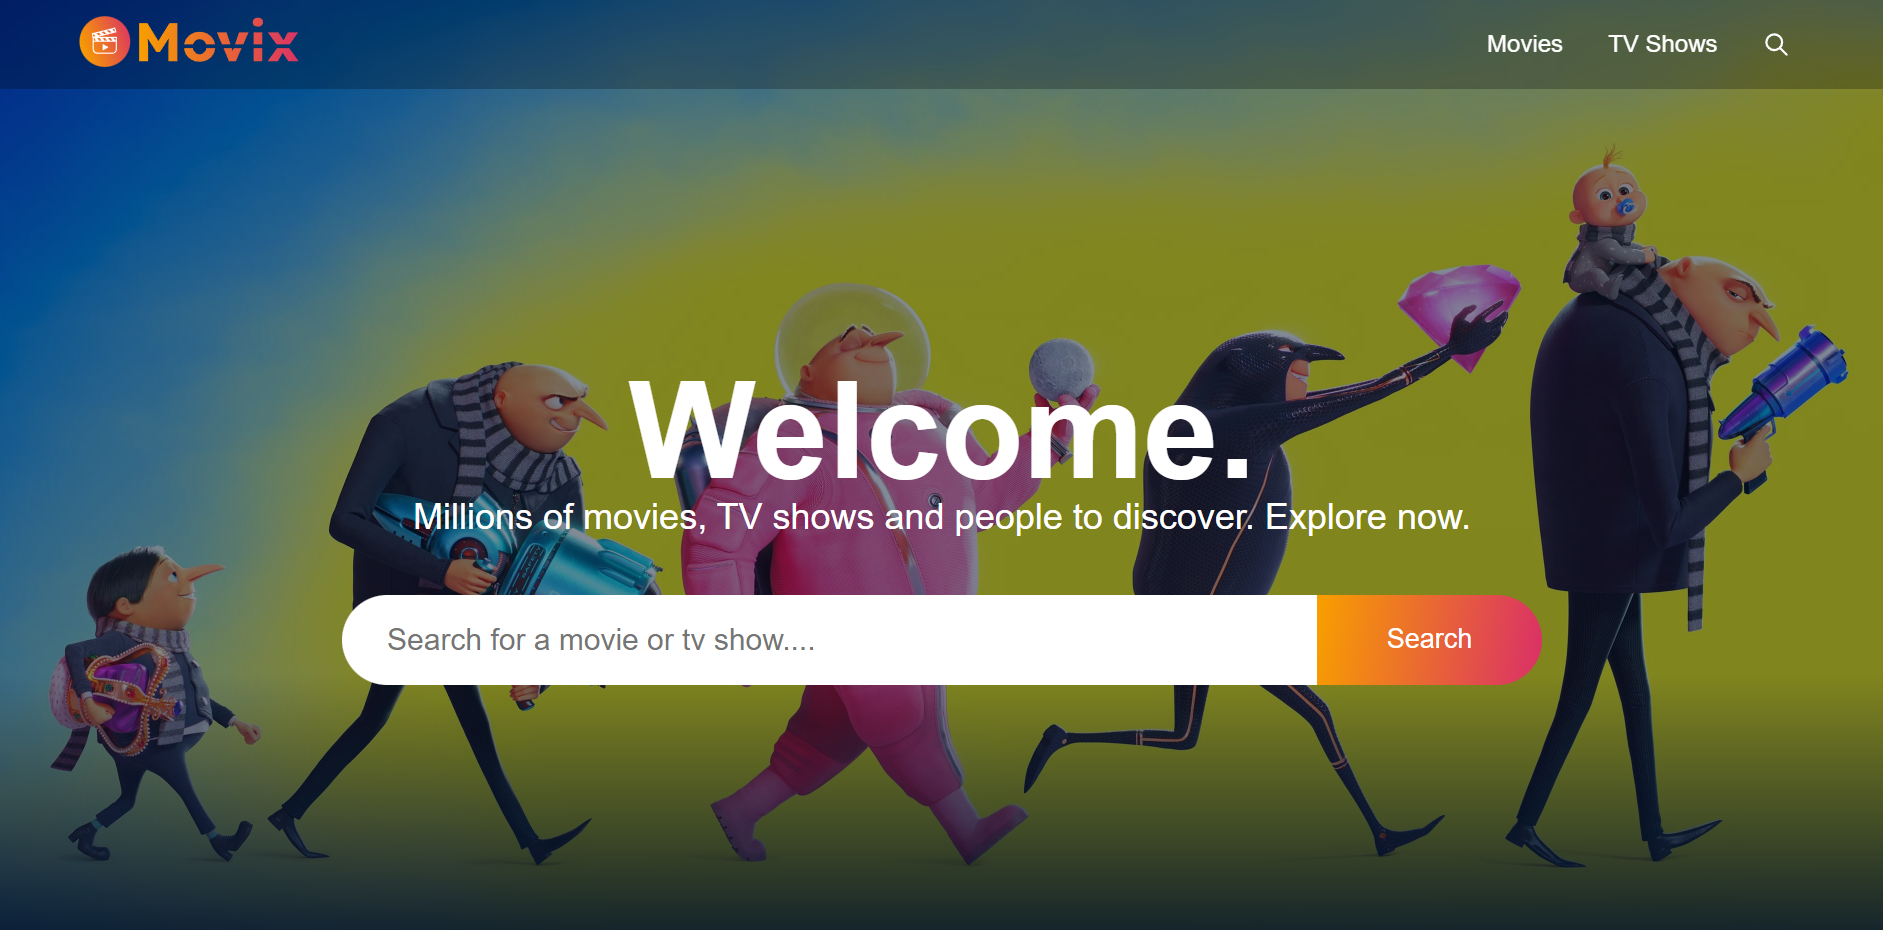 Movix
Movies
TV Shows
Welcome.
Millions of movies, TV shows and people to discover. Explore now.
Search for a movie or tv show....
Search